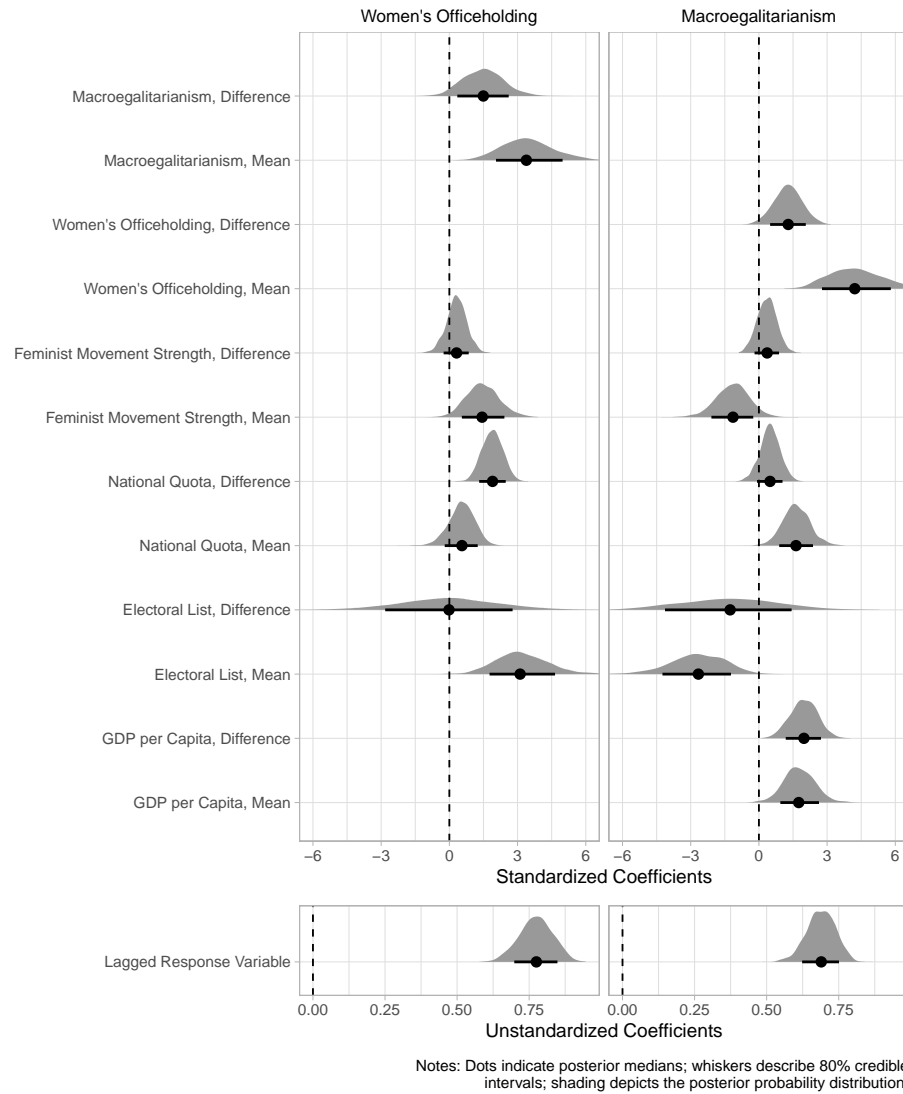 Women's Officeholding
Macroegalitarianism
Macroegalitarianism, Difference
Macroegalitarianism, Mean
Women's Officeholding, Difference
Women's Officeholding, Mean
Feminist Movement Strength, Difference
Feminist Movement Strength, Mean
National Quota, Difference
National Quota, Mean
Electoral List, Difference
Electoral List, Mean
GDP per Capita, Difference
GDP per Capita, Mean
−6 −3 0 3 6 −6 −3 0 3 6
Standardized Coefficients
Lagged Response Variable
0.00 0.25 0.50 0.75 0.00 0.25 0.50 0.75
Unstandardized Coefficients
Notes: Dots indicate posterior medians; whiskers describe 80% credible
intervals; shading depicts the posterior probability distribution